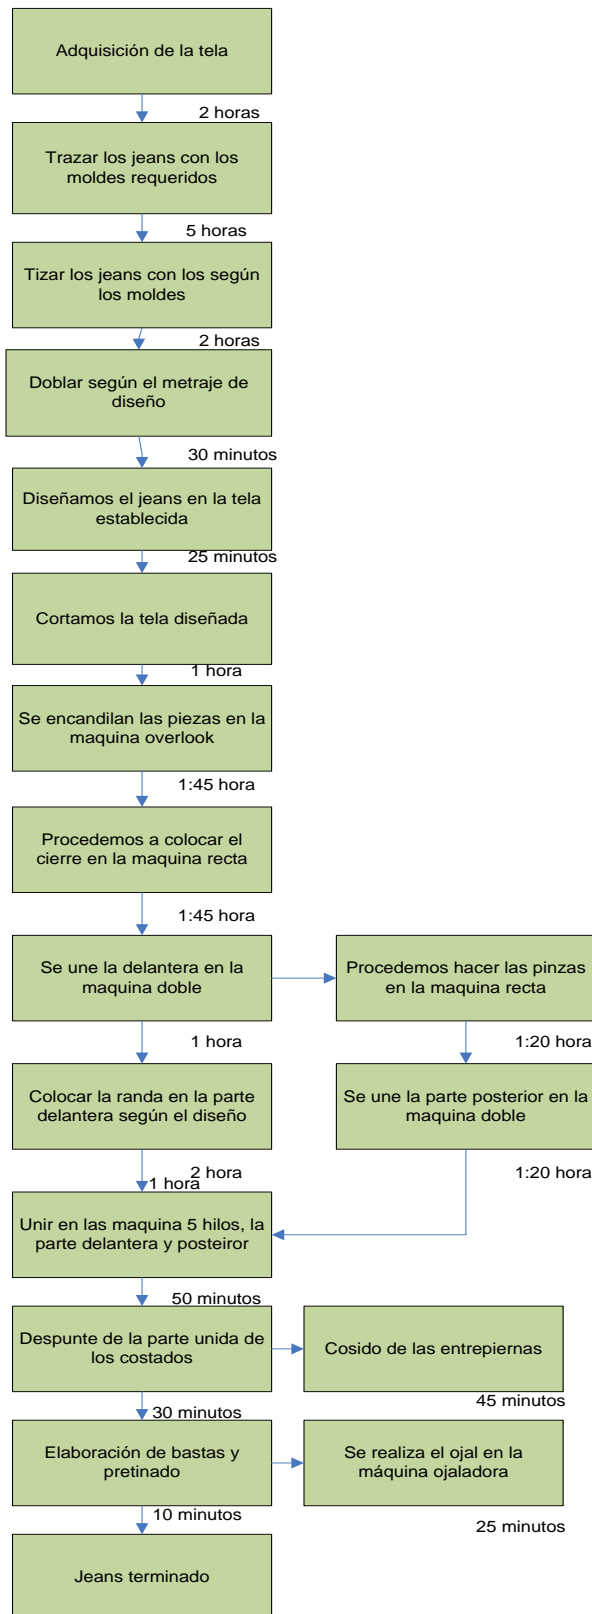 Adquisición de la tela
2 horas
Trazar los jeans con los
moldes requeridos
5 horas
Tizar los jeans con los según
los moldes
2 horas
Doblar según el metraje de
diseño
30 minutos
Diseñamos el jeans en la tela
establecida
25 minutos
Cortamos la tela diseñada
1 hora
Se encandilan las piezas en la
maquina overlook
1:45 hora
Procedemos a colocar el
cierre en la maquina recta
1:45 hora
Se une la delantera en la
maquina doble
Procedemos hacer las pinzas
en la maquina recta
1 hora
1:20 hora
Colocar la randa en la parte
delantera según el diseño
Se une la parte posterior en la
maquina doble
2 hora
1 hora
1:20 hora
Unir en las maquina 5 hilos, la
parte delantera y posteiror
50 minutos
Despunte de la parte unida de
los costados
Cosido de las entrepiernas
30 minutos
45 minutos
Elaboración de bastas y
pretinado
Se realiza el ojal en la
máquina ojaladora
10 minutos
25 minutos
Jeans terminado